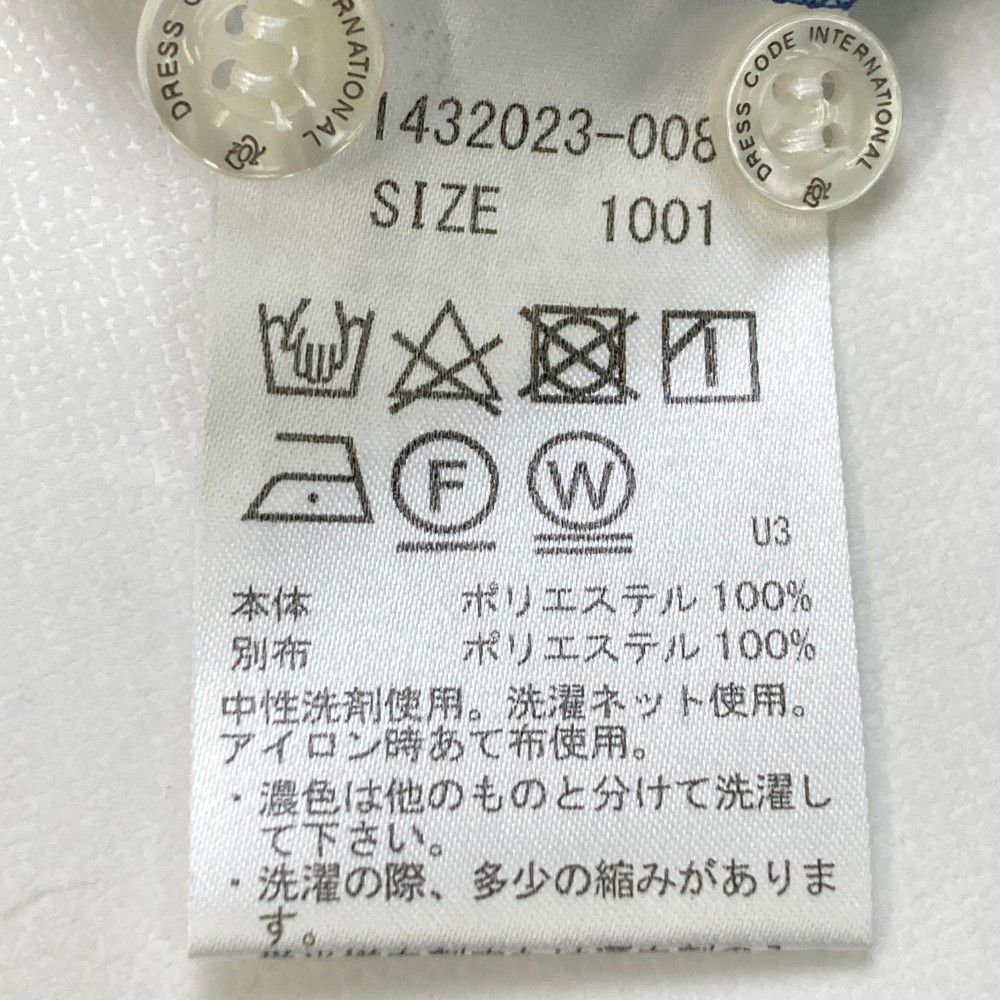 DRESS CODE INTERNATIONAL
DRESS CODE INTERNATIONAL
1432023-008
SIZE 1001
F
W
U3
本体 ポリエステル 100%
別布 ポリエステル 100%
中性洗剤使用。洗濯ネット使用。
アイロン時あて布使用。
・濃色は他のものと分けて洗濯し
て下さい。
・洗濯の際、多少の縮みがありま
す。